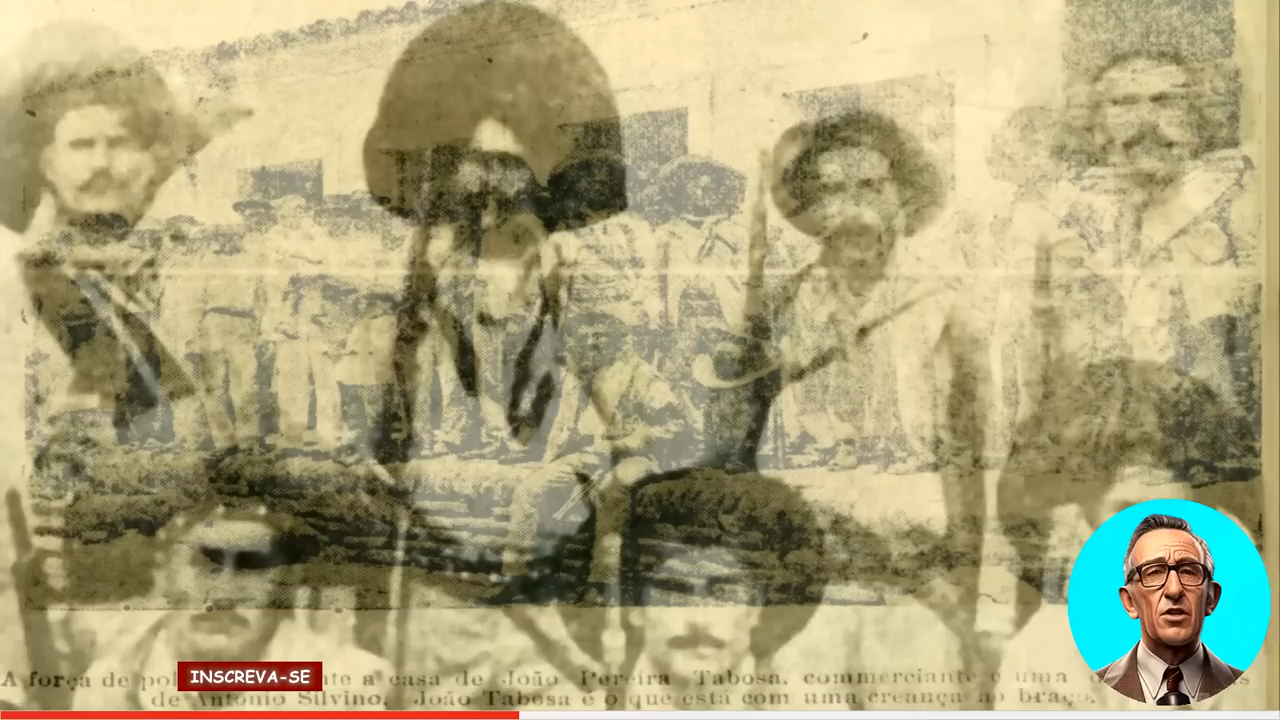 A força de pol te a casa de João Pereira Tabosa, commerciante e uma
de Antonio Silvino. João Tabosa é o que está com uma creança ao braço.
INSCREVA-SE